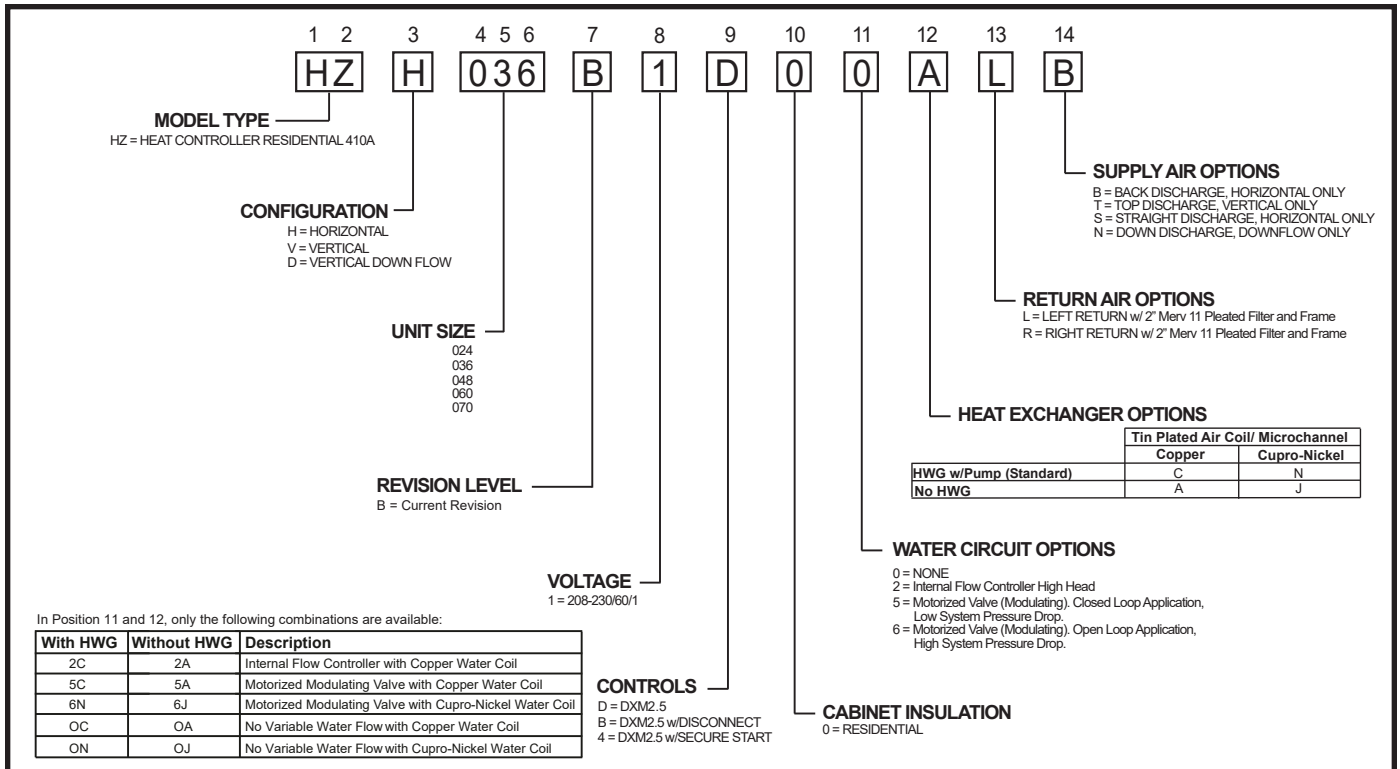 1 2 3 4 5 6 7 8 9 10 11 12 13 14
HZ H 036 B 1 D 0 0 A L B
MODEL TYPE
HZ = HEAT CONTROLLER RESIDENTIAL 410A
CONFIGURATION
H = HORIZONTAL
V = VERTICAL
D = VERTICAL DOWN FLOW
UNIT SIZE
024
036
048
060
070
REVISION LEVEL
B = Current Revision
VOLTAGE
1 = 208-230/60/1
CONTROLS
D = DXM2.5
B = DXM2.5 w/DISCONNECT
4 = DXM2.5 w/SECURE START
CABINET INSULATION
0 = RESIDENTIAL
WATER CIRCUIT OPTIONS
0 = NONE
2 = Internal Flow Controller High Head
5 = Motorized Valve (Modulating). Closed Loop Application,
Low System Pressure Drop.
6 = Motorized Valve (Modulating). Open Loop Application,
High System Pressure Drop.
HEAT EXCHANGER OPTIONS
Tin Plated Air Coil/ Microchannel
Copper Cupro-Nickel
HWG w/Pump (Standard) C N
No HWG A J
RETURN AIR OPTIONS
L = LEFT RETURN w/ 2" Merv 11 Pleated Filter and Frame
R = RIGHT RETURN w/ 2" Merv 11 Pleated Filter and Frame
SUPPLY AIR OPTIONS
B = BACK DISCHARGE, HORIZONTAL ONLY
T = TOP DISCHARGE, VERTICAL ONLY
S = STRAIGHT DISCHARGE, HORIZONTAL ONLY
N = DOWN DISCHARGE, DOWNFLOW ONLY
In Position 11 and 12, only the following combinations are available:
With HWG Without HWG Description
2C 2A Internal Flow Controller with Copper Water Coil
5C 5A Motorized Modulating Valve with Copper Water Coil
6N 6J Motorized Modulating Valve with Cupro-Nickel Water Coil
OC OA No Variable Water Flow with Copper Water Coil
ON OJ No Variable Water Flow with Cupro-Nickel Water Coil